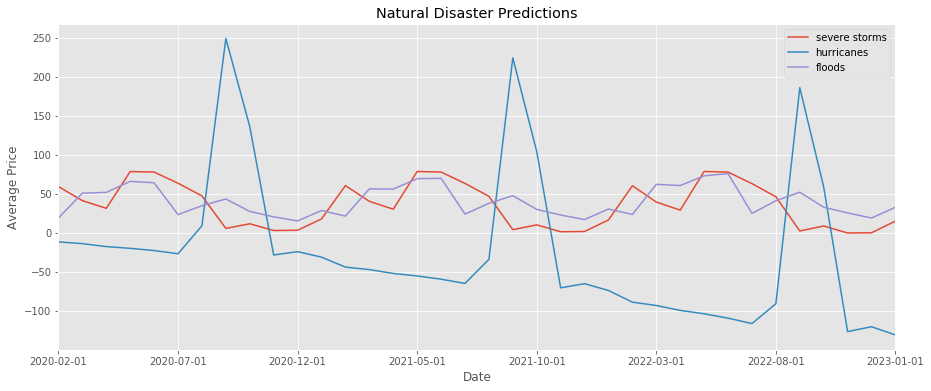 Natural Disaster Predictions
severe storms
hurricanes
floods
Average Price
250
200
150
100
50
0
−50
−100
2020-02-01 2020-07-01 2020-12-01 2021-05-01 2021-10-01 2022-03-01 2022-08-01 2023-01-01
Date